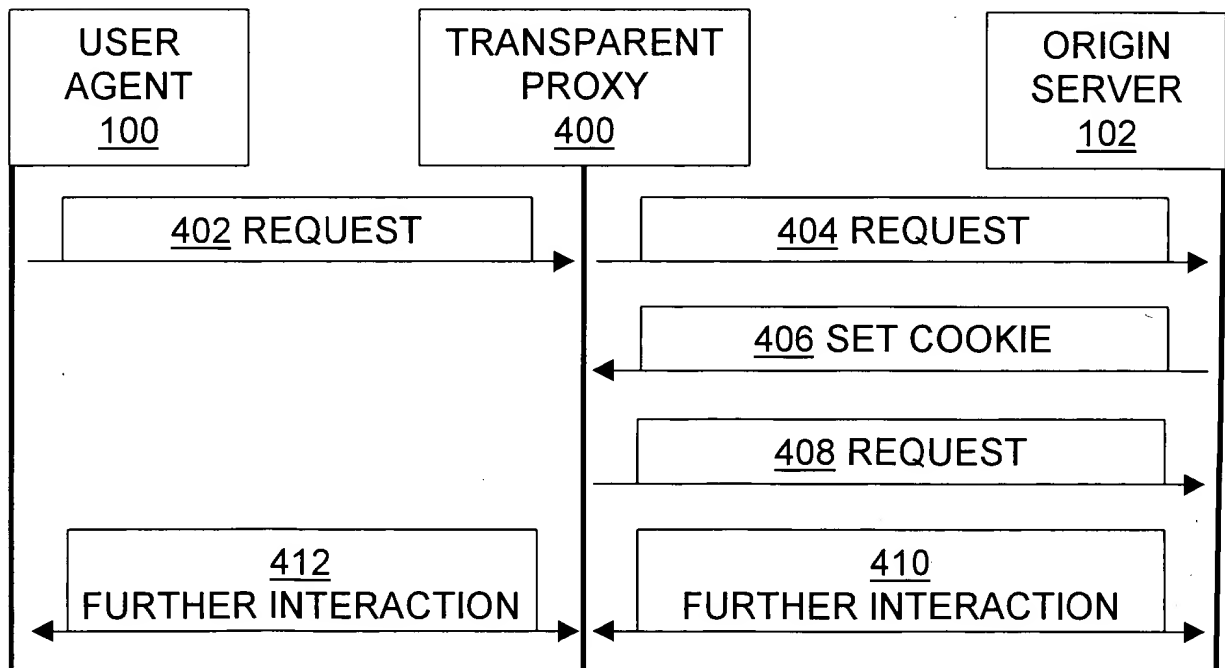 USER
AGENT
100
TRANSPARENT
PROXY
400
ORIGIN
SERVER
102
402 REQUEST
404 REQUEST
406 SET COOKIE
408 REQUEST
412
FURTHER INTERACTION
410
FURTHER INTERACTION